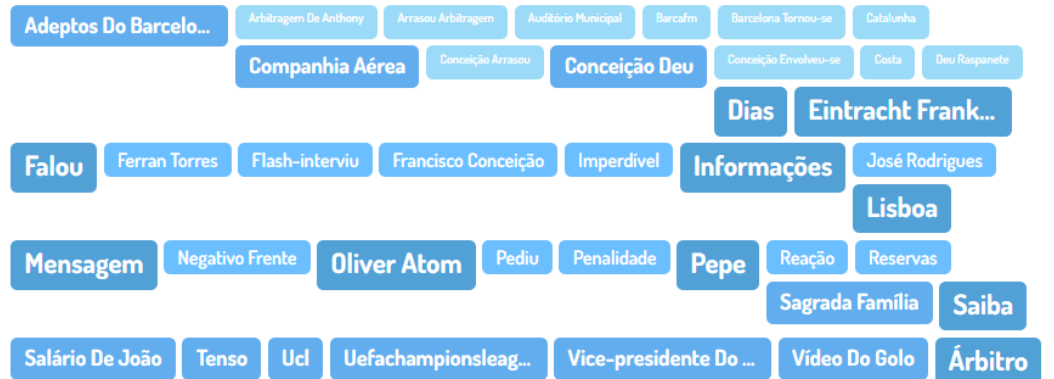 Adeptos Do Barcelo... Arbitragem De Anthony Arrasou Arbitragem Auditório Municipal Barcafm Barcelona Tornou-se Catalunha
Companhia Aérea Conceição Arrasou Conceição Deu Conceição Envolveu-se Costa Deu Raspanete
Dias Eintracht Frank...
Falou Ferran Torres Flash-interviu Francisco Conceição Imperdível Informações José Rodrigues
Lisboa
Mensagem Negativo Frente Oliver Atom Pediu Penalidade Pepe Reação Reservas
Sagrada Família Saiba
Salário De João Tenso Ucl Uefachampionsleag... Vice-presidente Do ... Vídeo Do Golo Árbitro